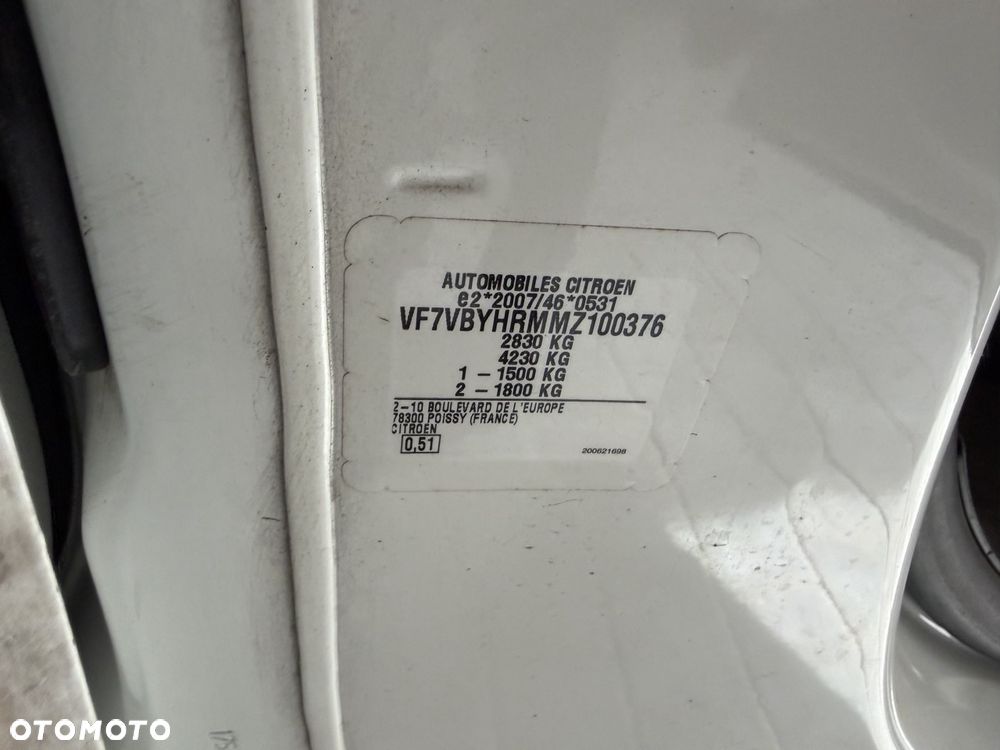 AUTOMOBILES CITROEN
e2*2007/46*0531
VF7VBYHRMMZ100376
2830 KG
4230 KG
1 - 1500 KG
2 - 1800 KG
2-10 BOULEVARD DE L'EUROPE
78300 POISSY (FRANCE)
CITROEN
0,51
200621698
OTOMOTO